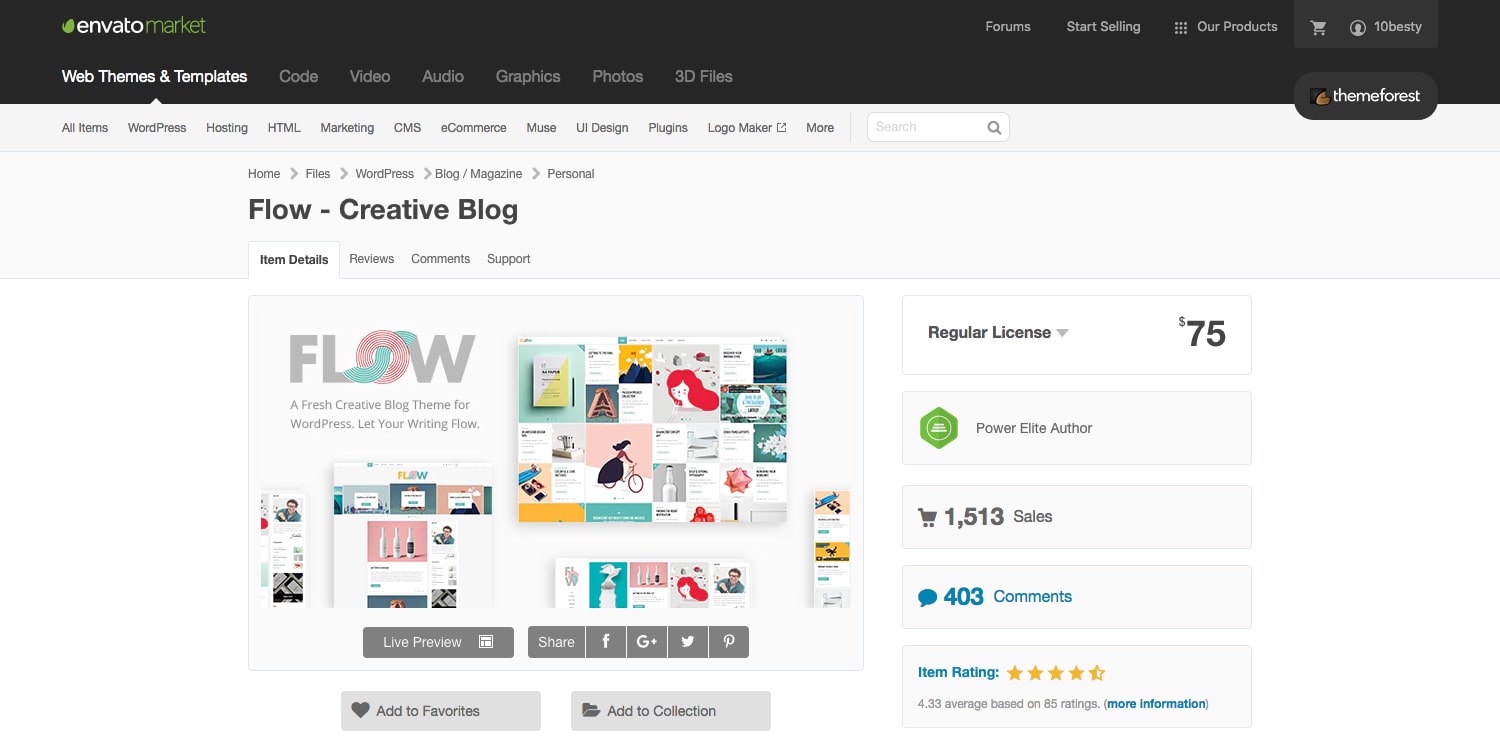 envato market
Forums
Start Selling
Our Products
10besty
Web Themes & Templates
Code
Video
Audio
Graphics
Photos
3D Files
themeforest
All Items
WordPress
Hosting
HTML
Marketing
CMS
eCommerce
Muse
UI Design
Plugins
Logo Maker
More
Search
Home
Files
WordPress
Blog / Magazine
Personal
Flow - Creative Blog
Item Details
Reviews
Comments
Support
FLOW
A Fresh Creative Blog Theme for
WordPress. Let Your Writing Flow.
FLOW
FLOW
Live Preview
Share
f
G+
Regular License
$75
Power Elite Author
1,513 Sales
403 Comments
Item Rating:
4.33 average based on 85 ratings. (more information)
Add to Favorites
Add to Collection